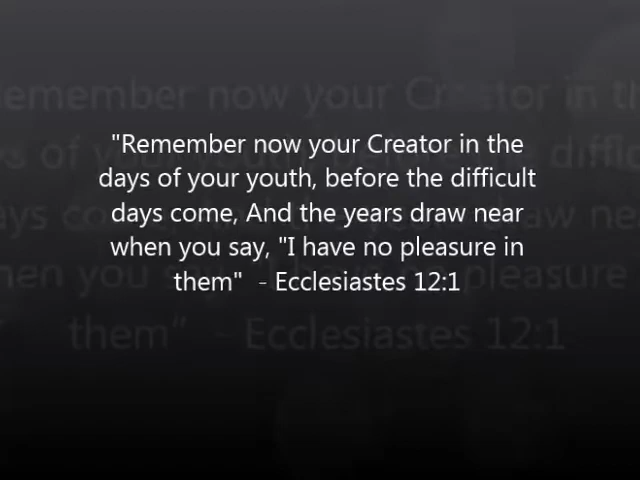 "Remember now your Creator in the
days of your youth, before the difficult
days come, And the years draw near
when you say, "I have no pleasure in
them"  - Ecclesiastes 12:1